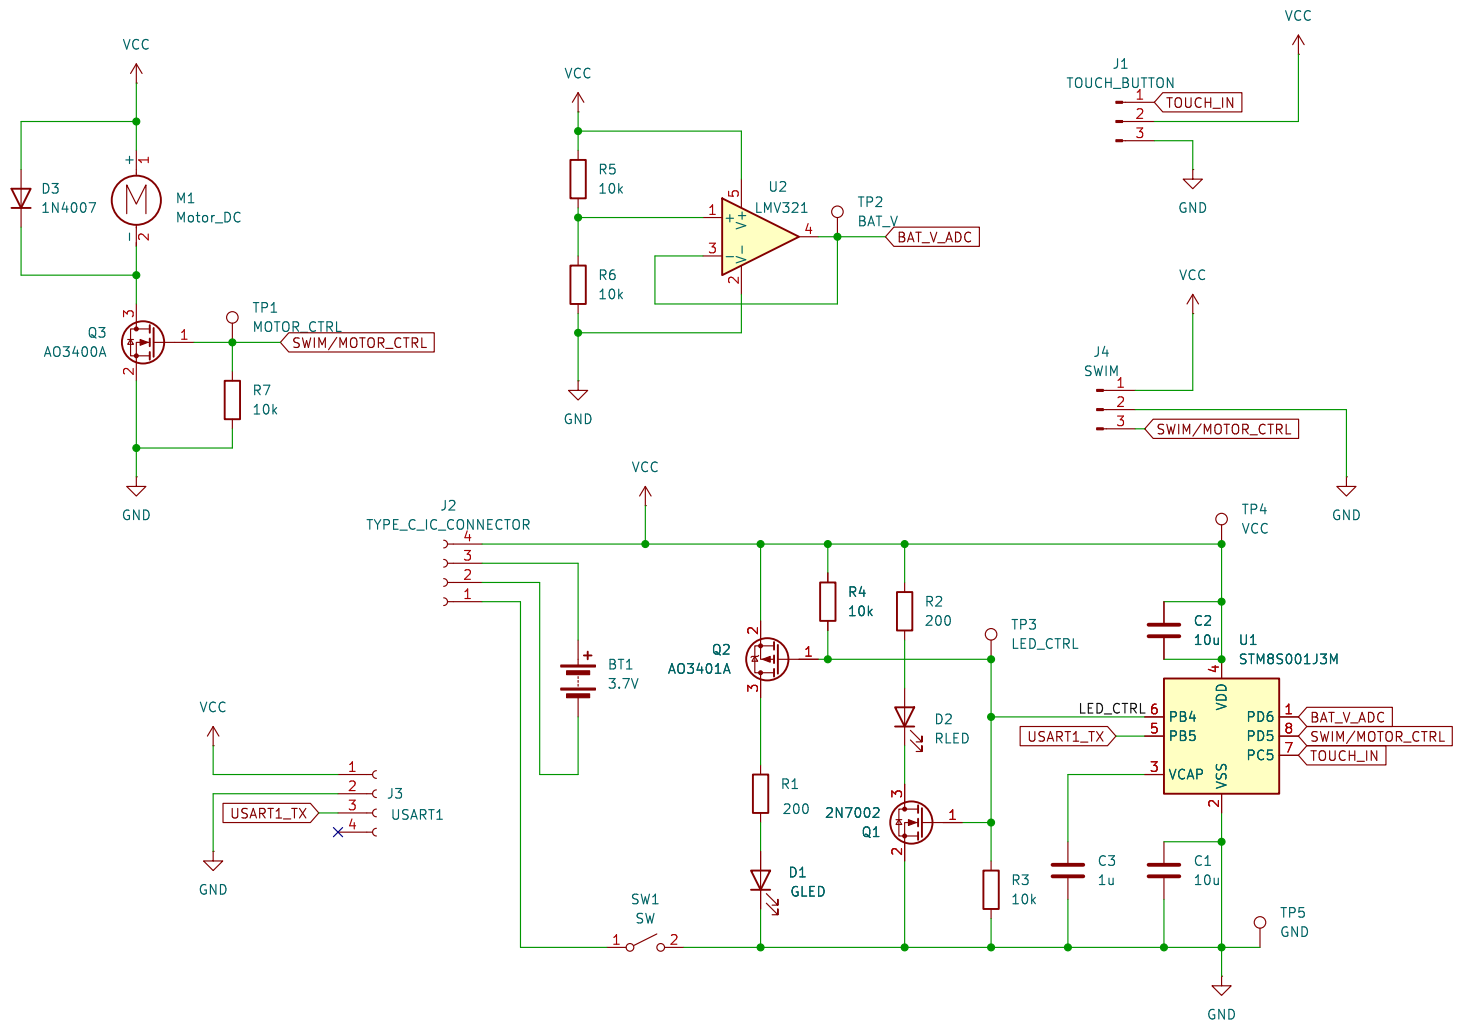 VCC
D3
1N4007
+
1
M1
Motor_DC
−
2
3
Q3
AO3400A
1
2
TP1
MOTOR_CTRL
SWIM/MOTOR_CTRL
R7
10k
GND
VCC
R5
10k
R6
10k
U2
LMV321
5
1
+
V+
3
−
V-
2
4
TP2
BAT_V
BAT_V_ADC
GND
VCC
J1
TOUCH_BUTTON
1
TOUCH_IN
2
3
GND
VCC
J4
SWIM
1
2
3
SWIM/MOTOR_CTRL
GND
VCC
J2
TYPE_C_IC_CONNECTOR
4
3
2
1
+
BT1
3.7V
Q2
AO3401A
2
1
3
R4
10k
R2
200
R1
200
D1
GLED
D2
RLED
2N7002
Q1
3
1
2
TP3
LED_CTRL
R3
10k
TP4
VCC
C2
10u
U1
STM8S001J3M
4
VDD
LED_CTRL
6
PB4
USART1_TX
5
PB5
3
VCAP
VSS
2
PD6
1
BAT_V_ADC
PD5
8
SWIM/MOTOR_CTRL
PC5
7
TOUCH_IN
C3
1u
C1
10u
TP5
GND
GND
SW1
SW
1
2
VCC
1
2
3
4
J3
USART1
USART1_TX
GND